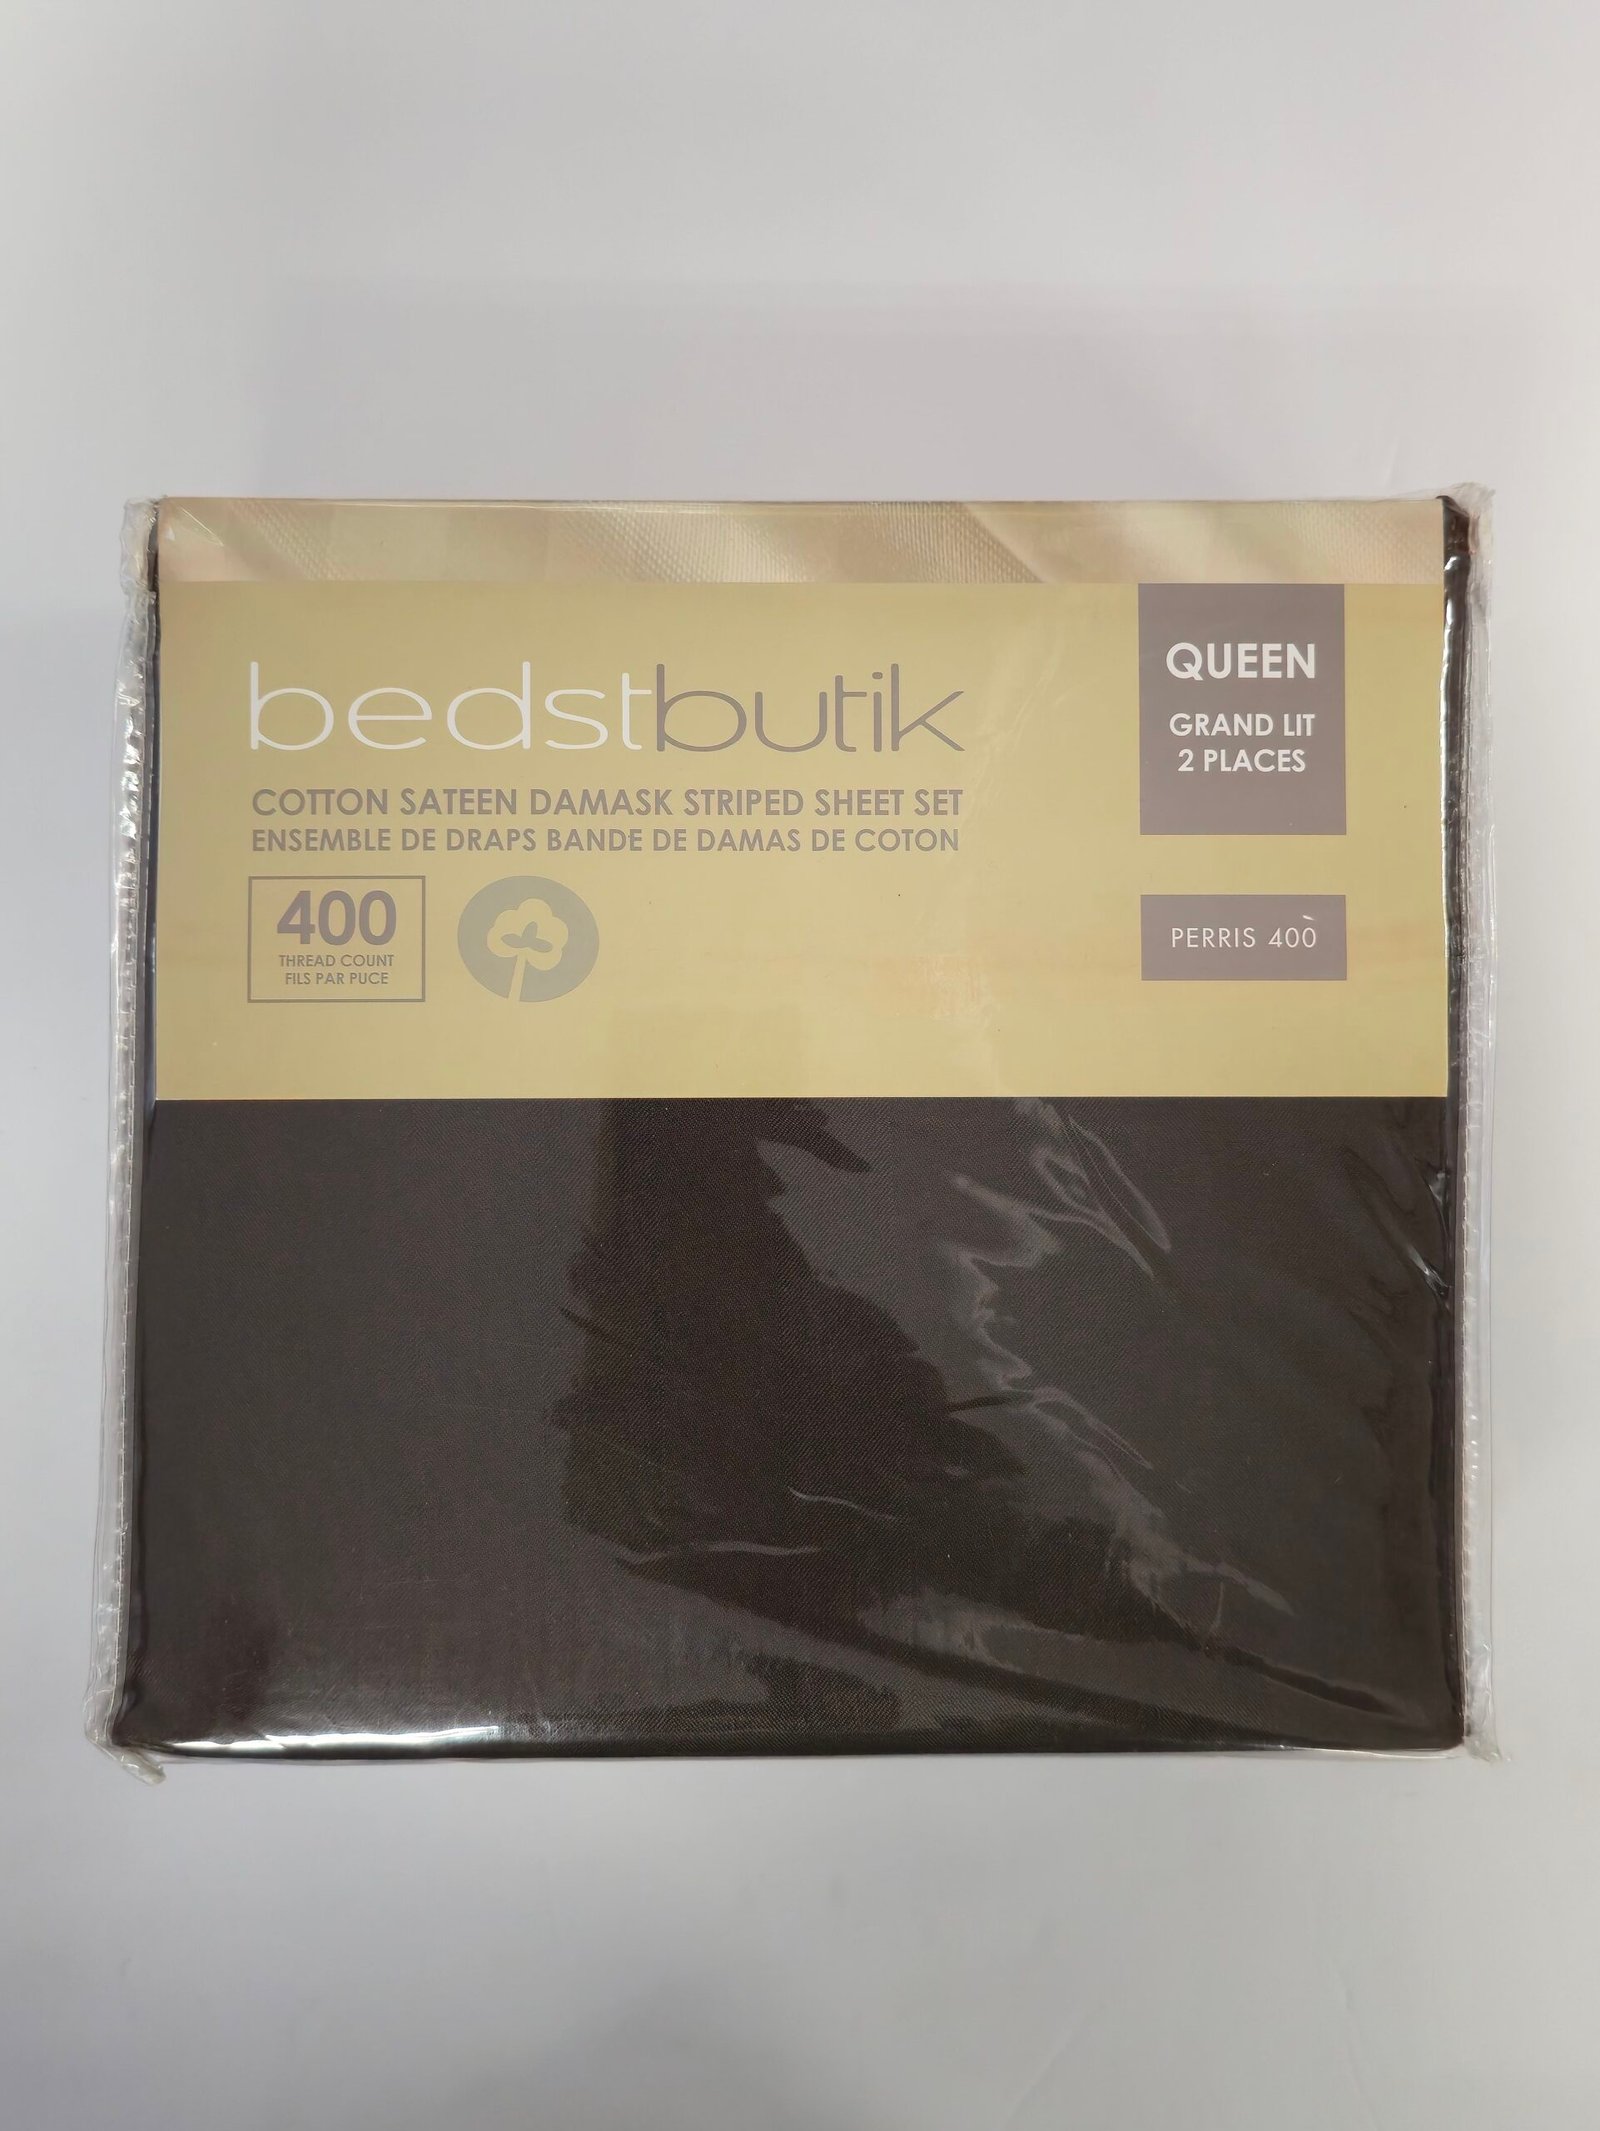 bedstbutik
COTTON SATEEN DAMASK STRIPED SHEET SET
ENSEMBLE DE DRAPS BANDE DE DAMAS DE COTON
400
THREAD COUNT
FILS PAR PUCE
QUEEN
GRAND LIT
2 PLACES
PERRIS 400